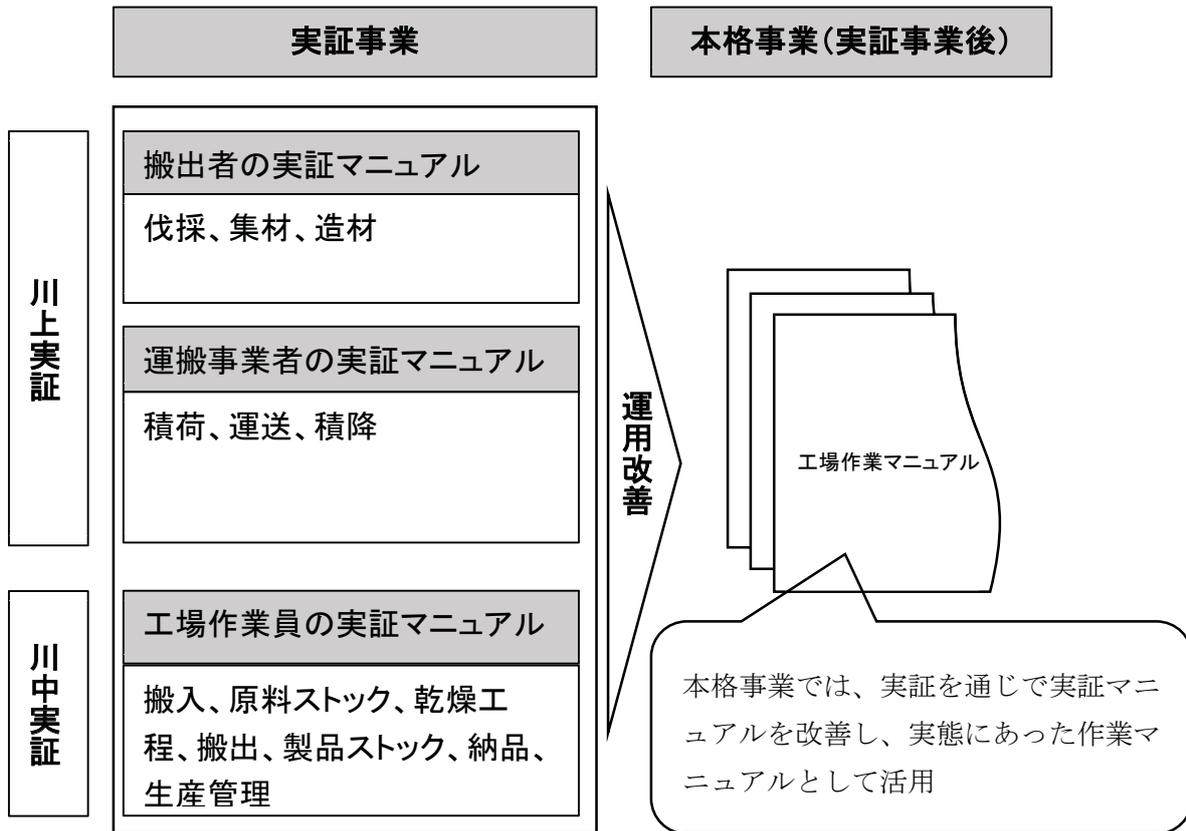 実証事業
本格事業(実証事業後)
川上実証
搬出者の実証マニュアル
伐採、集材、造材
運搬事業者の実証マニュアル
積荷、運送、積降
川中実証
工場作業員の実証マニュアル
搬入、原料ストック、乾燥工
程、搬出、製品ストック、納品、
生産管理
運用改善
工場作業マニュアル
本格事業では、実証を通じで実証マニ
ュアルを改善し、実態にあった作業マ
ニュアルとして活用